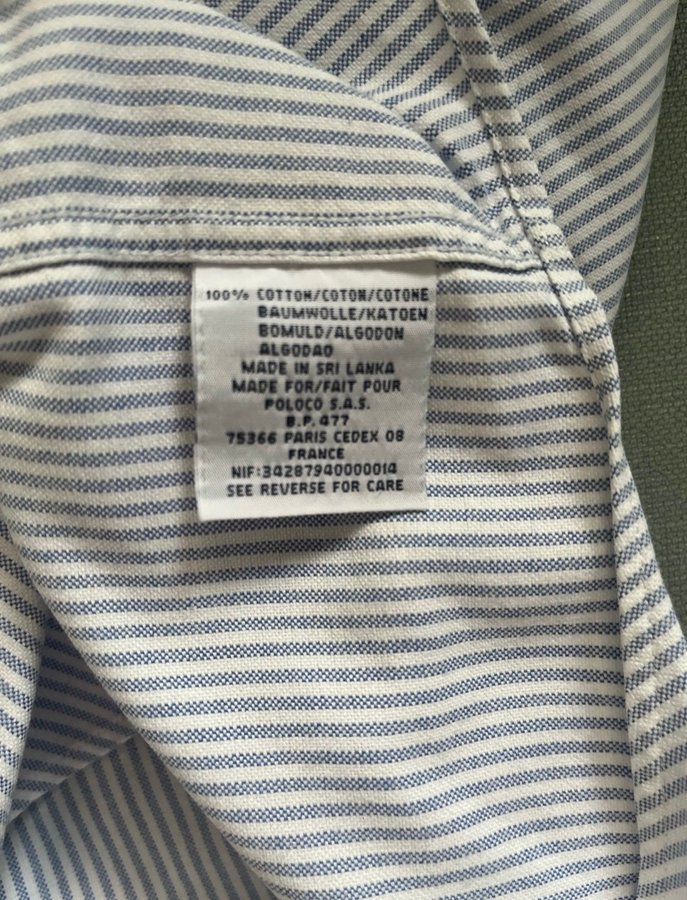 100% COTTON/COTON/COTONE
BAUMWOLLE/KATOEN
BOMULD/ALGODON
ALGODAO
MADE IN SRI LANKA
MADE FOR/FAIT POUR
POLOCO S.A.S.
B.P. 477
75366 PARIS CEDEX 08
FRANCE
NIF:34287940000014
SEE REVERSE FOR CARE